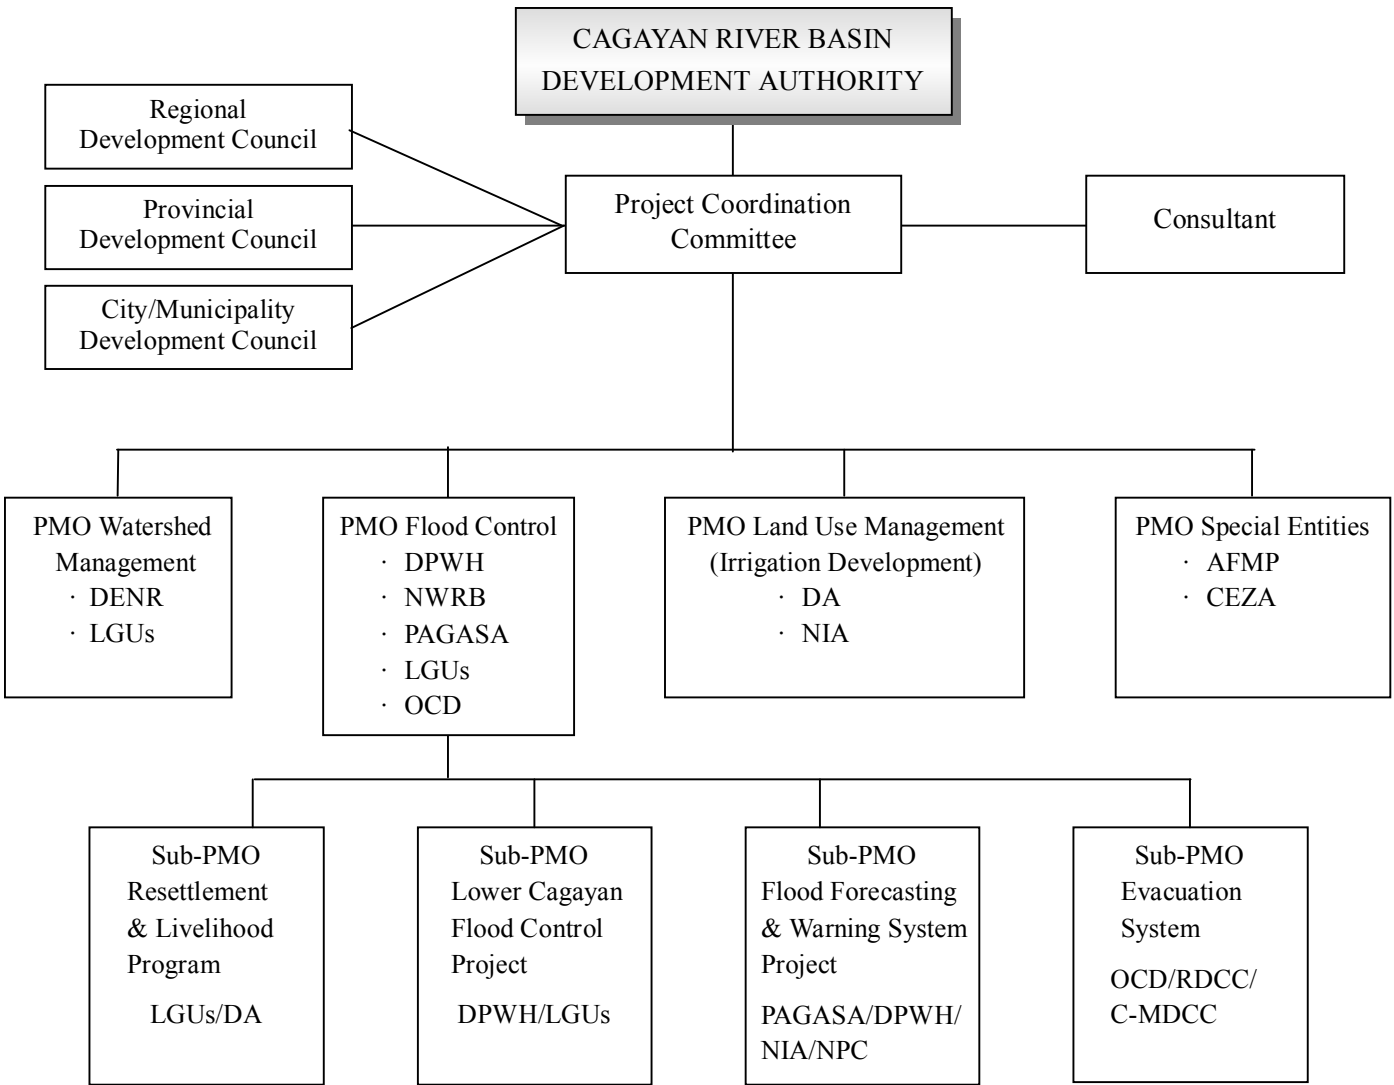 CAGAYAN RIVER BASIN
DEVELOPMENT AUTHORITY
Regional
Development Council
Provincial
Development Council
City/Municipality
Development Council
Project Coordination
Committee
Consultant
PMO Watershed
Management
· DENR
· LGUs
PMO Flood Control
· DPWH
· NWRB
· PAGASA
· LGUs
· OCD
PMO Land Use Management
(Irrigation Development)
· DA
· NIA
PMO Special Entities
· AFMP
· CEZA
Sub-PMO
Resettlement
& Livelihood
Program
LGUs/DA
Sub-PMO
Lower Cagayan
Flood Control
Project
DPWH/LGUs
Sub-PMO
Flood Forecasting
& Warning System
Project
PAGASA/DPWH/
NIA/NPC
Sub-PMO
Evacuation
System
OCD/RDCC/
C-MDCC